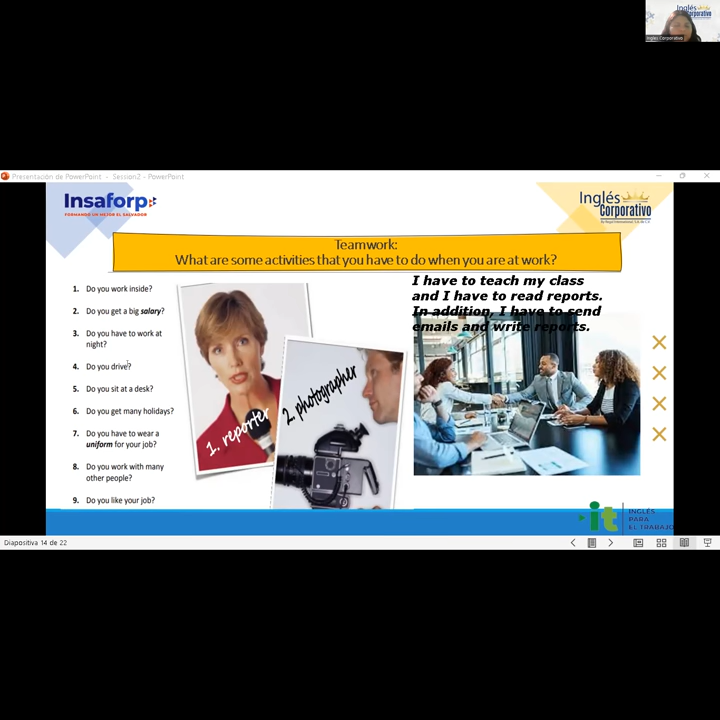 Inglés
Corporativo
Inglés Corporativo
Presentación de PowerPoint - Session2 - PowerPoint
Insaforp
FORMANDO UN MEJOR EL SALVADOR
Inglés
Corporativo
Teamwork:
What are some activities that you have to do when you are at work?
1. Do you work inside?
2. Do you get a big salary?
3. Do you have to work at
night?
4. Do you drive?
5. Do you sit at a desk?
6. Do you get many holidays?
7. Do you have to wear a
uniform for your job?
8. Do you work with many
other people?
9. Do you like your job?
1. reporter
2. photographer
I have to teach my class
and I have to read reports.
In addition, I have to send
emails and write reports.
it
INGLÉS
PARA
EL TRABAJO
Diapositiva 14 de 22